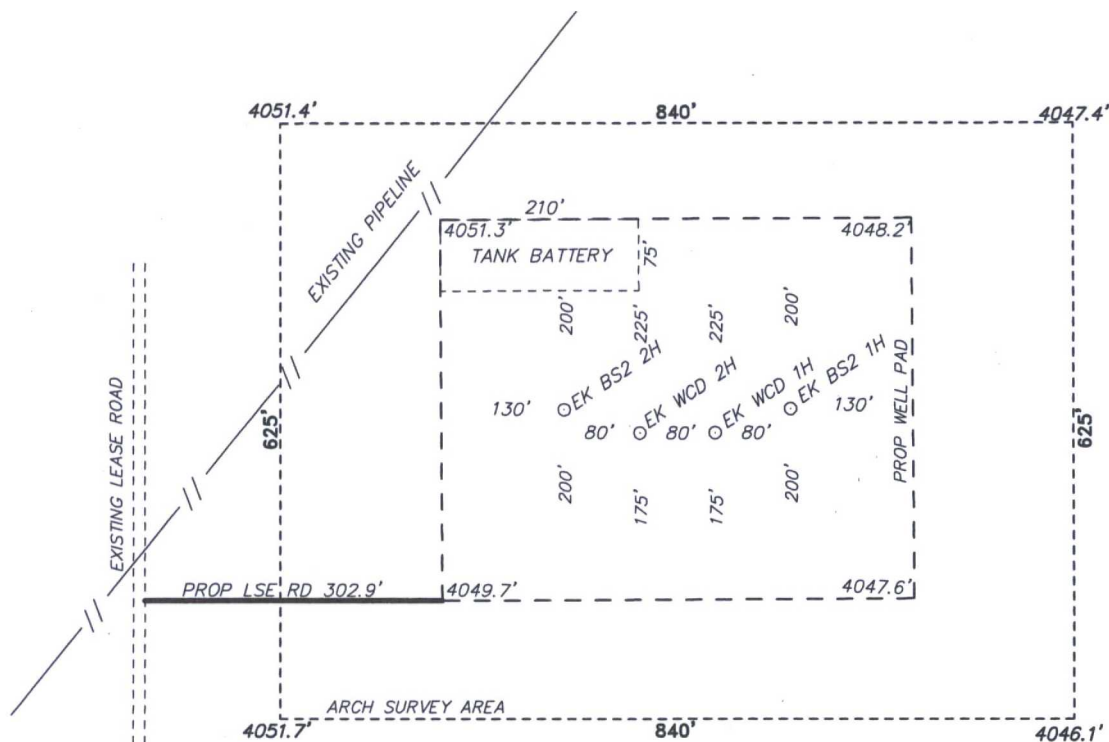 4051.4'
840'
4047.4'
EXISTING PIPELINE
210'
4051.3'
4048.2'
TANK BATTERY
75'
200'
225'
225'
200'
EK BS2 2H
EK WCD 2H
EK WCD 1H
EK BS2 1H
130'
80'
80'
80'
130'
PROP WELL PAD
625'
625'
EXISTING LEASE ROAD
200'
175'
175'
200'
PROP LSE RD 302.9'
4049.7'
4047.6'
ARCH SURVEY AREA
4051.7'
840'
4046.1'